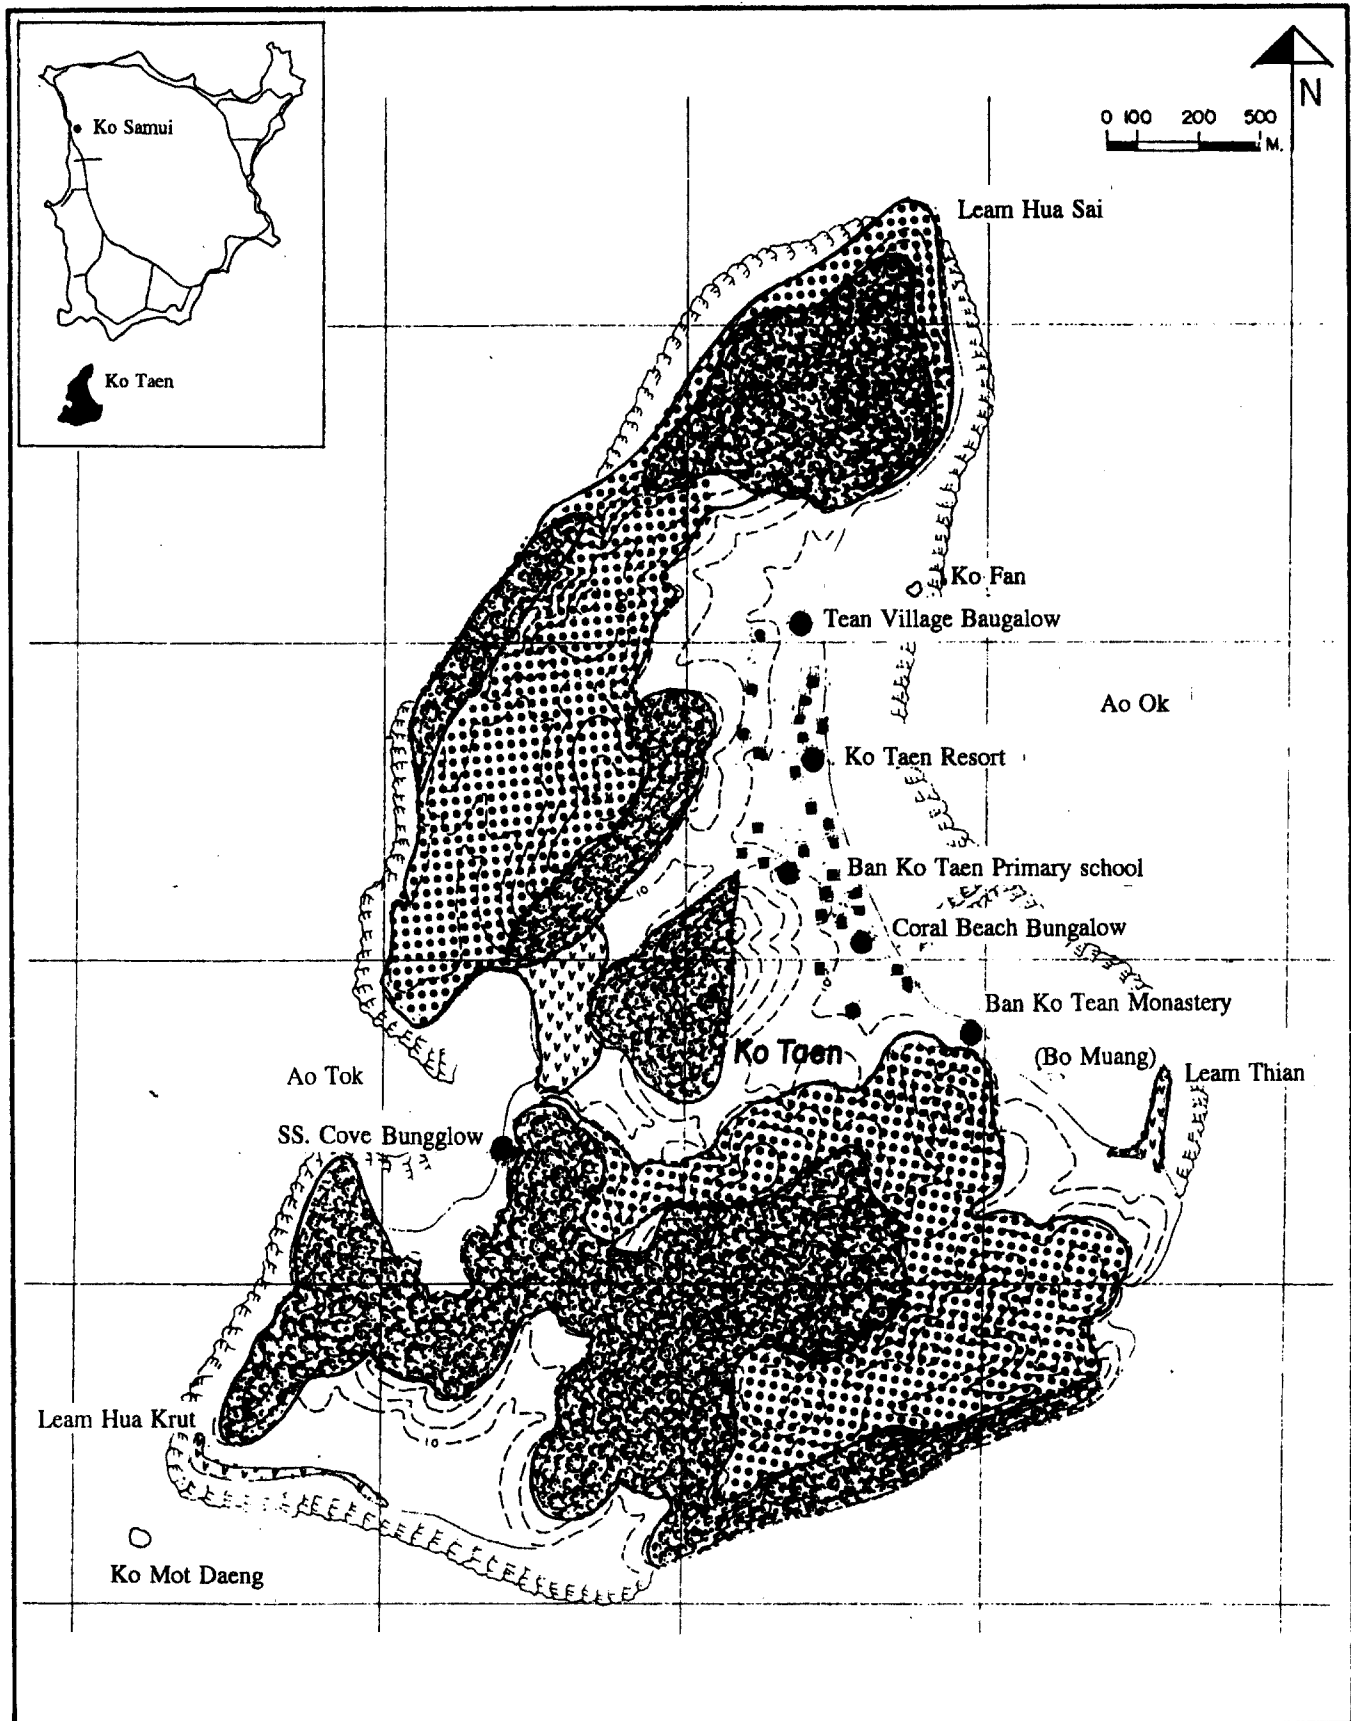 N
0 100 200 500
M.
Ko Samui
Ko Taen
Leam Hua Sai
Ko Fan
Tean Village Baugalow
Ao Ok
Ko Taen Resort
Ban Ko Taen Primary school
10
Coral Beach Bungalow
10
Ban Ko Tean Monastery
Ko Taen
(Bo Muang)
Leam Thian
Ao Tok
SS. Cove Bungglow
Leam Hua Krut
10
Ko Mot Daeng